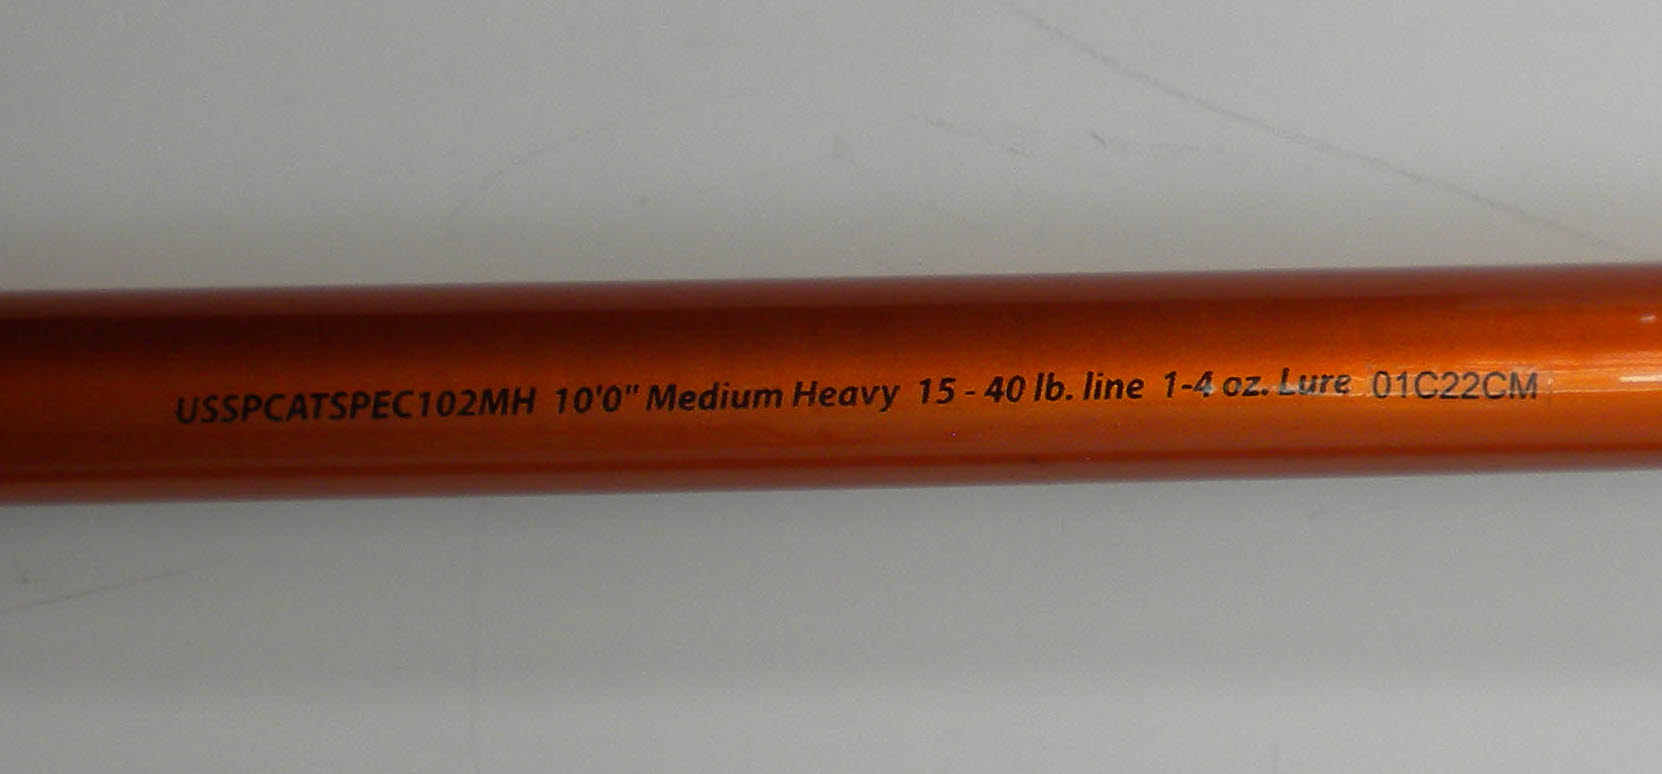 USSPCATSPEC102MH 10'0" Medium Heavy 15 - 40 lb. line 1-4 oz. Lure 01C22CM